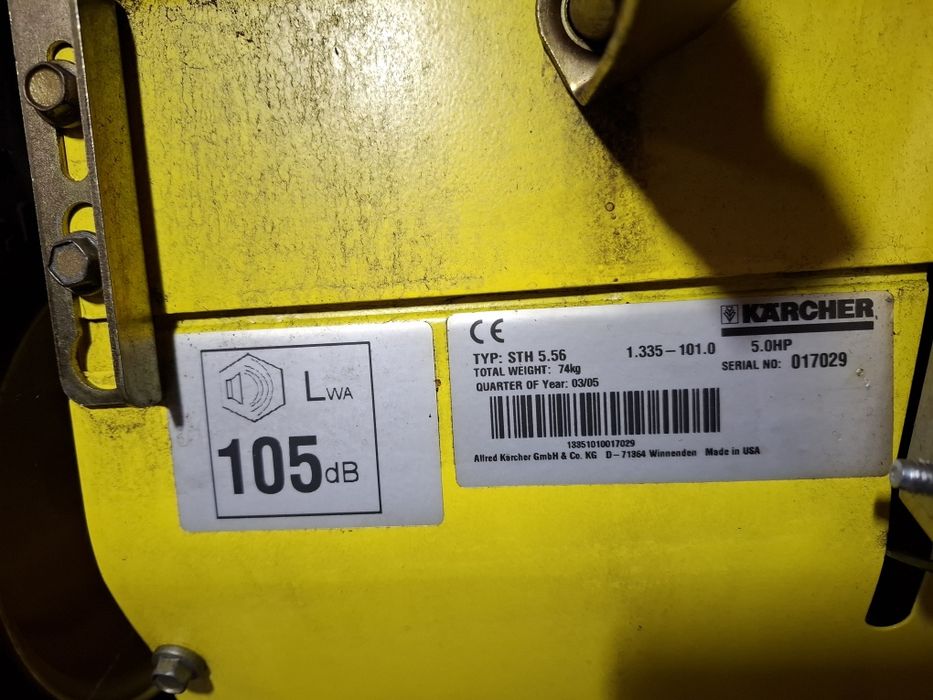 LWA
105dB
CE
KÄRCHER
TYP: STH 5.56 1.335-101.0 5.0HP
TOTAL WEIGHT: 74kg SERIAL NO: 017029
QUARTER OF Year: 03/05
13351010017029
Alfred Kärcher GmbH & Co. KG D-71364 Winnenden Made in USA